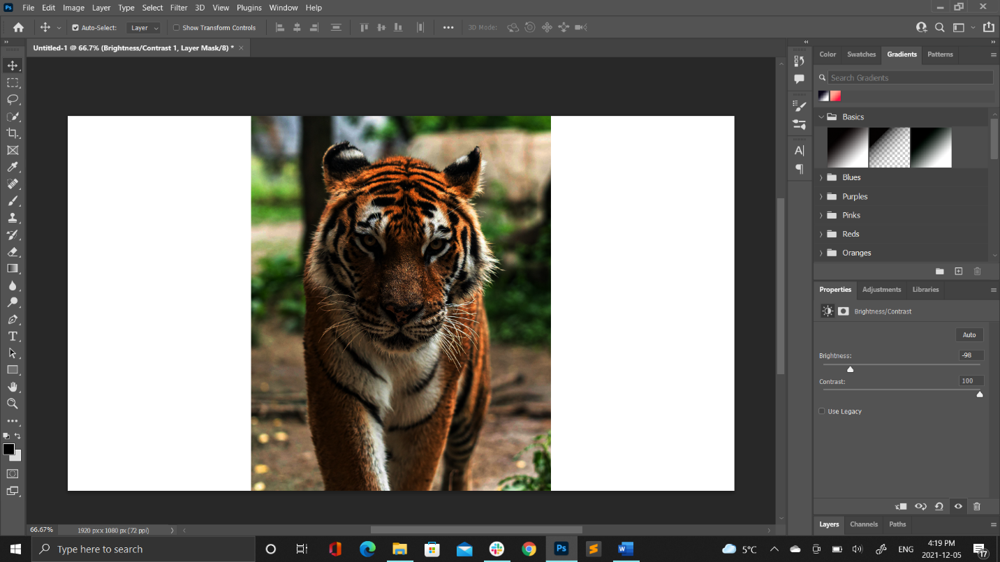 Ps File Edit Image Layer Type Select Filter 3D View Plugins Window Help
Auto-Select: Layer Show Transform Controls 3D Mode:
Untitled-1 @ 66.7% (Brightness/Contrast 1, Layer Mask/8) *
Color Swatches Gradients Patterns
Search Gradients
Basics
Blues
Purples
Pinks
Reds
Oranges
Properties Adjustments Libraries
Brightness/Contrast
Auto
Brightness: -98
Contrast: 100
Use Legacy
Layers Channels Paths
66.67% 1920 px x 1080 px (72 ppi)
Type here to search
Ps
W
5°C
ENG
4:19 PM
2021-12-05
17